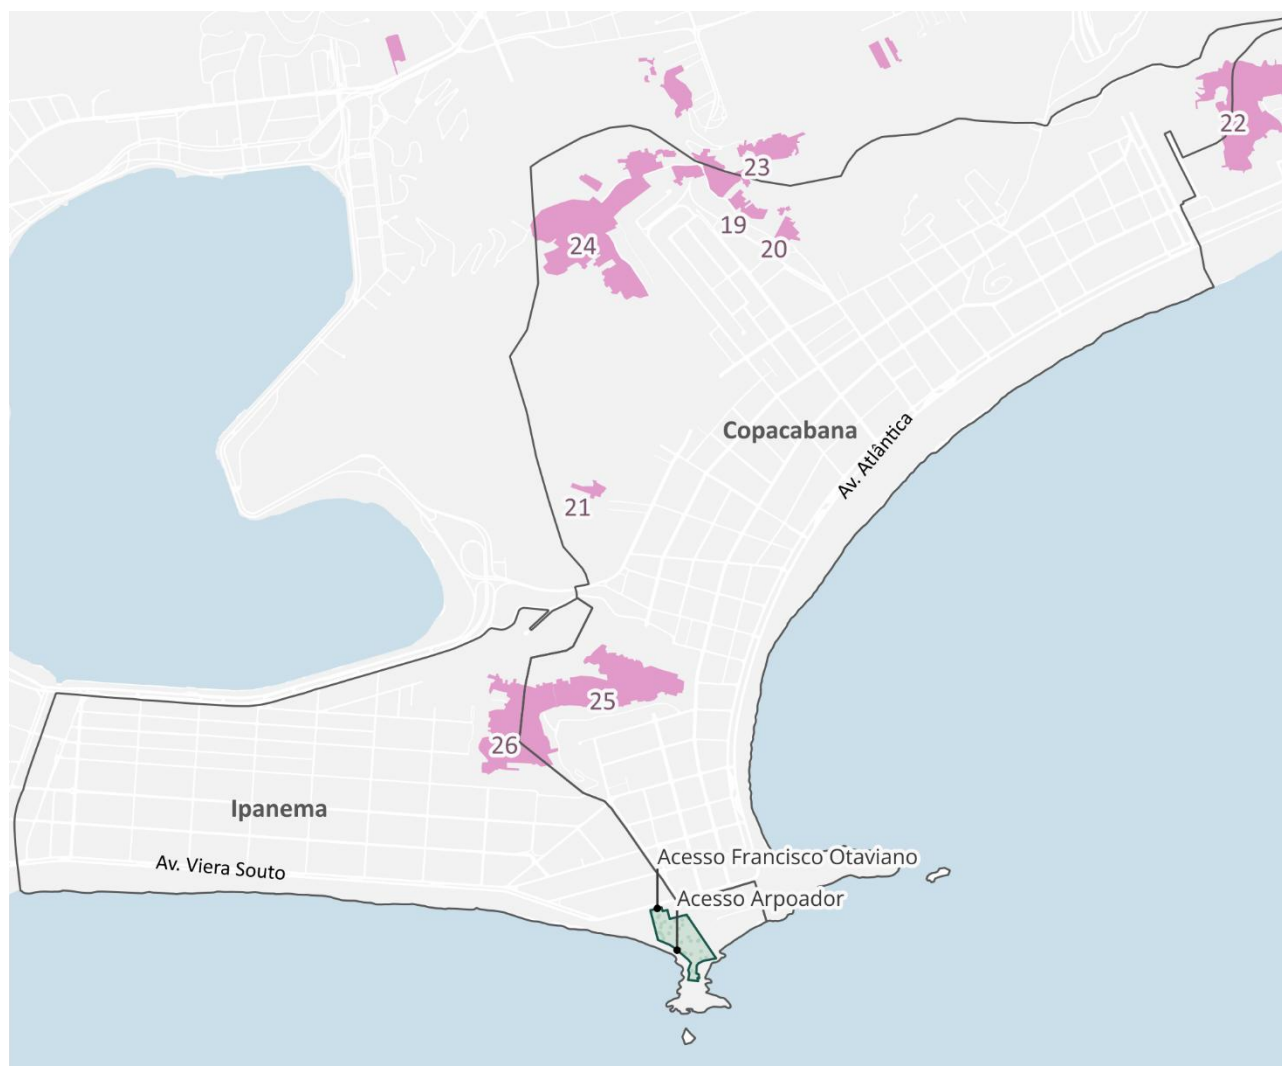 22
23
19
24
20
Copacabana
Av. Atlântica
21
25
26
Ipanema
Av. Viera Souto
Acesso Francisco Otaviano
Acesso Arpoador